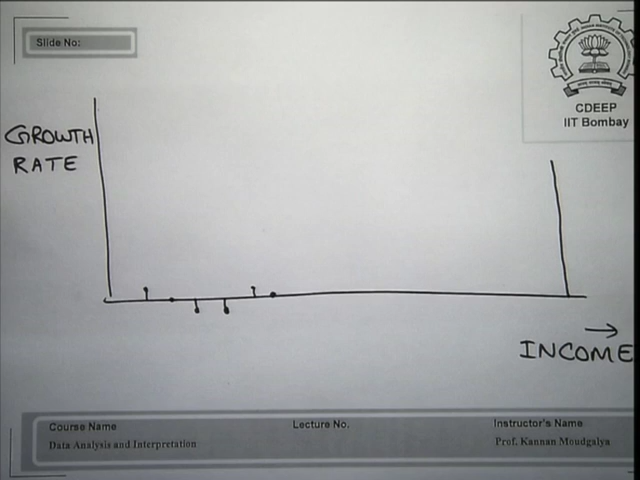 Slide No:
CDEEP
IIT Bombay
GROWTH
RATE
INCOME
Course Name
Lecture No.
Instructor's Name
Data Analysis and Interpretation
Prof. Kannan Moudgalya